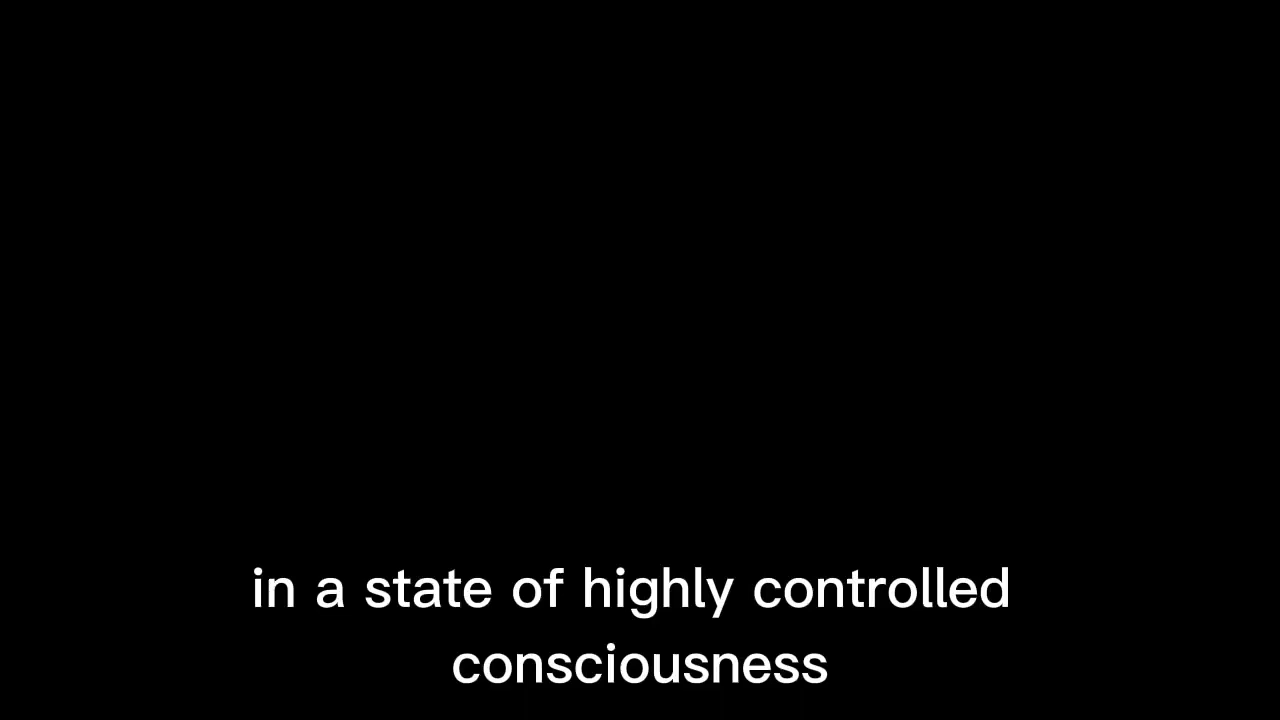 in a state of highly controlled
consciousness